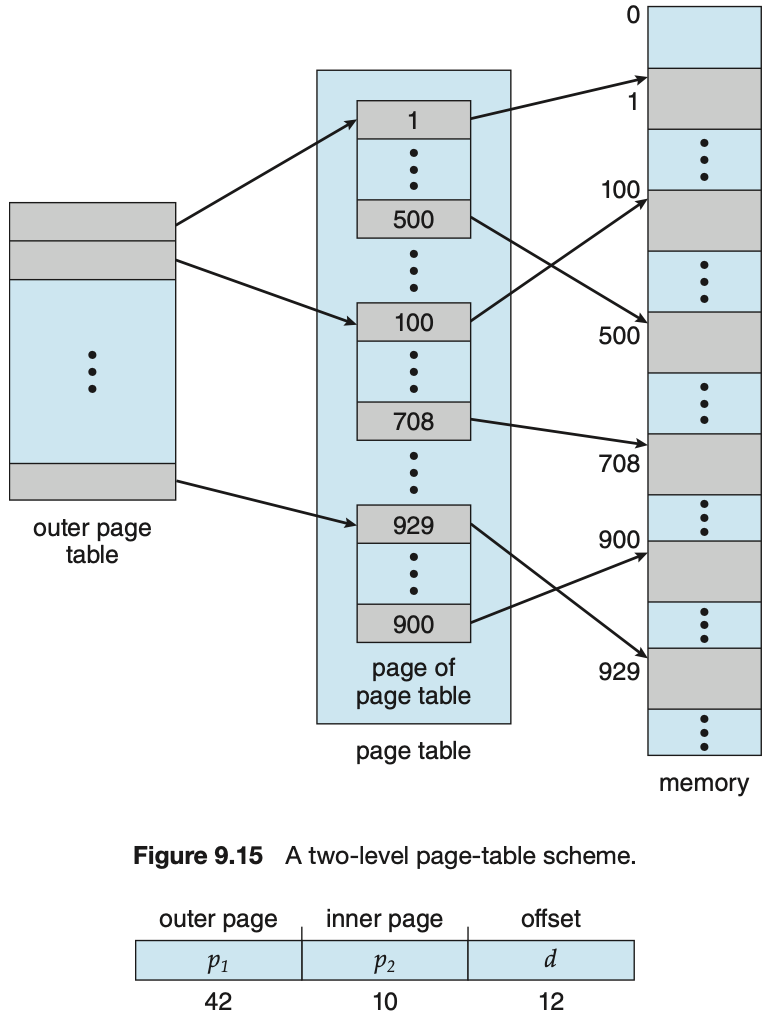 0
1
100
500
708
900
929
1
500
100
708
929
900
page of
page table
page table
outer page
table
memory
Figure 9.15 A two-level page-table scheme.
outer page inner page offset
p1 p2 d
42 10 12